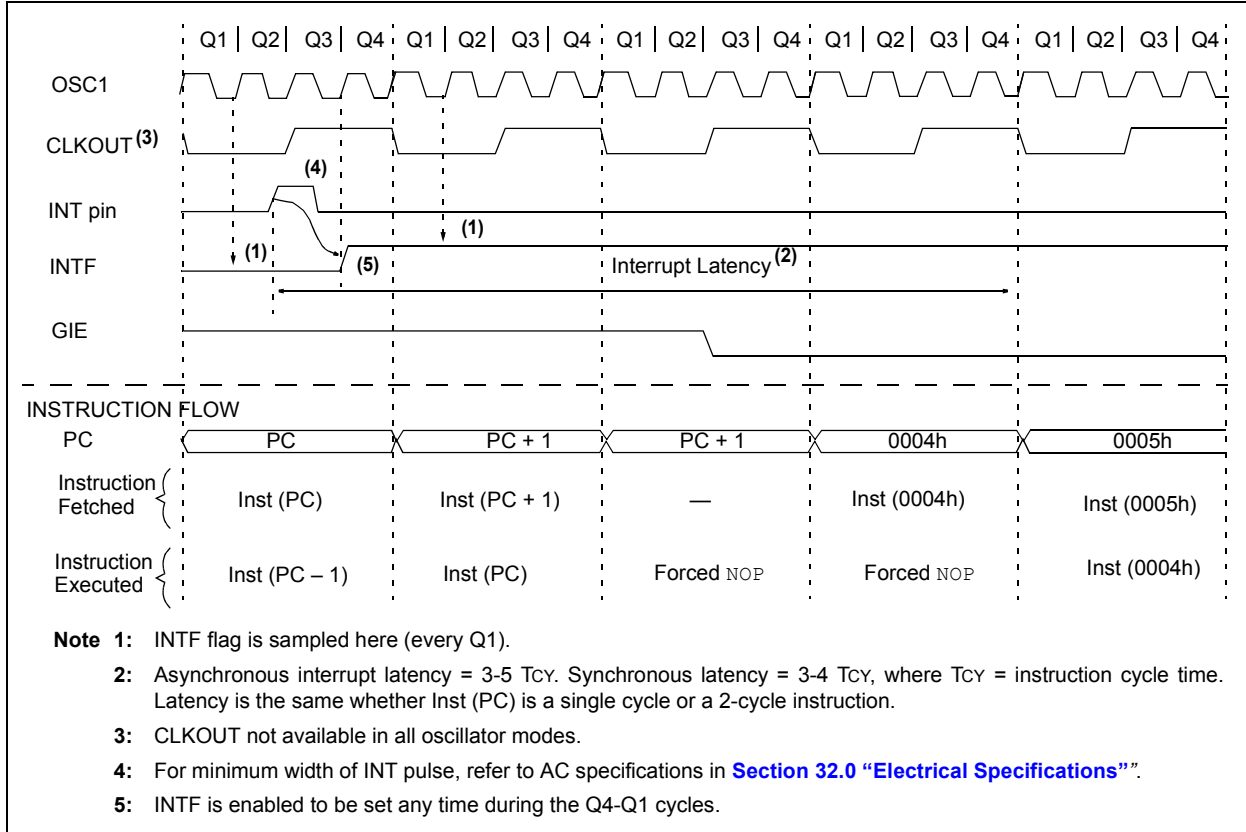 Q1 Q2 Q3 Q4 Q1 Q2 Q3 Q4 Q1 Q2 Q3 Q4 Q1 Q2 Q3 Q4 Q1 Q2 Q3 Q4
OSC1
CLKOUT (3)
(4)
INT pin
(1) (1)
INTF
(5)
Interrupt Latency (2)
GIE
INSTRUCTION FLOW
PC PC PC + 1 PC + 1 0004h 0005h
Instruction
Fetched
Inst (PC) Inst (PC + 1) — Inst (0004h) Inst (0005h)
Instruction
Executed
Inst (PC – 1) Inst (PC) Forced NOP Forced NOP Inst (0004h)
Note 1: INTF flag is sampled here (every Q1).
2: Asynchronous interrupt latency = 3-5 TCY. Synchronous latency = 3-4 TCY, where TCY = instruction cycle time.
Latency is the same whether Inst (PC) is a single cycle or a 2-cycle instruction.
3: CLKOUT not available in all oscillator modes.
4: For minimum width of INT pulse, refer to AC specifications in Section 32.0 “Electrical Specifications””.
5: INTF is enabled to be set any time during the Q4-Q1 cycles.